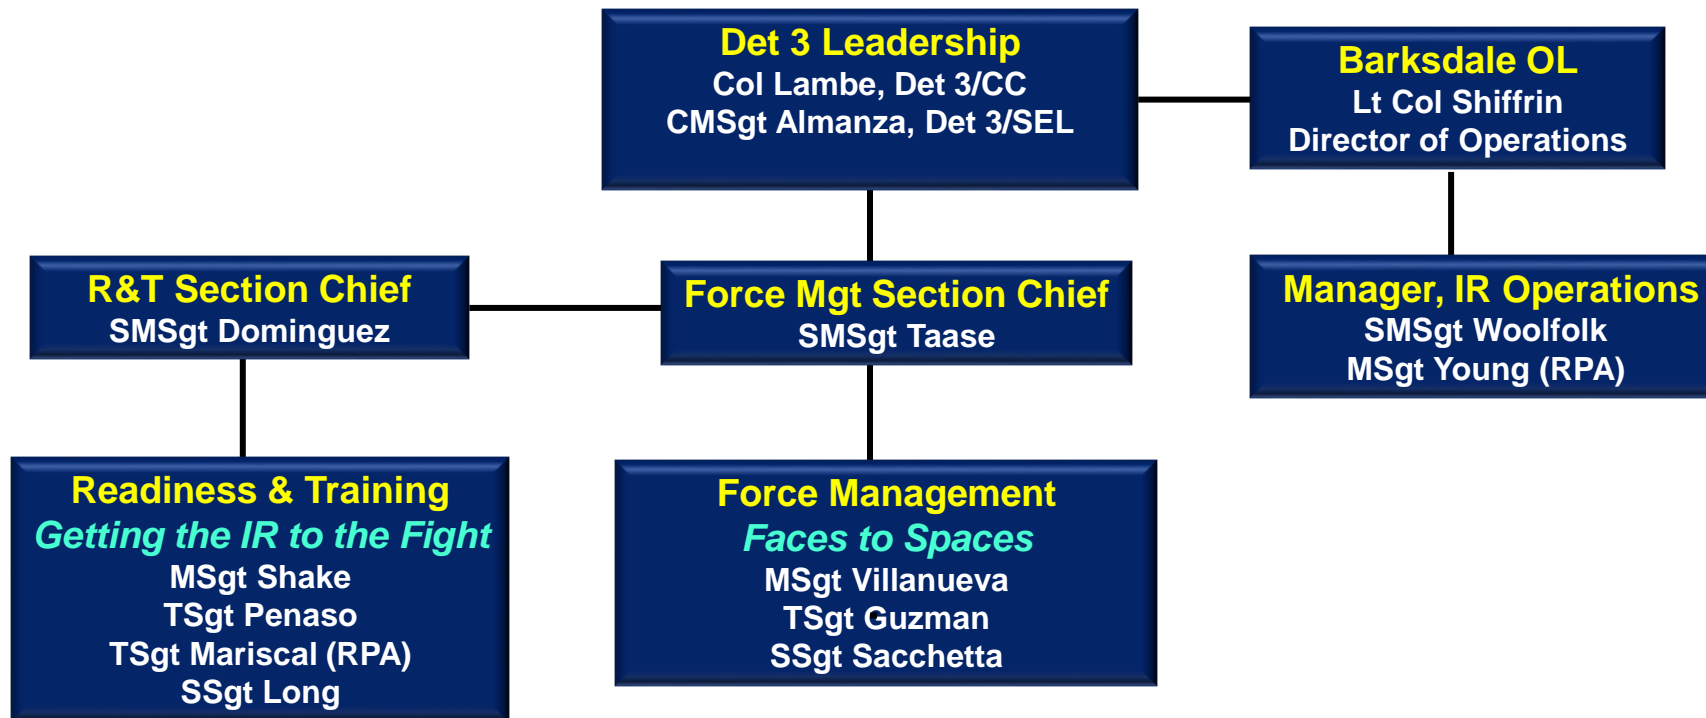 Det 3 Leadership
Col Lambe, Det 3/CC
CMSgt Almanza, Det 3/SEL
Barksdale OL
Lt Col Shiffrin
Director of Operations
R&T Section Chief
SMSgt Dominguez
Force Mgt Section Chief
SMSgt Taase
Manager, IR Operations
SMSgt Woolfolk
MSgt Young (RPA)
Readiness & Training
Getting the IR to the Fight
MSgt Shake
TSgt Penaso
TSgt Mariscal (RPA)
SSgt Long
Force Management
Faces to Spaces
MSgt Villanueva
TSgt Guzman
SSgt Sacchetta